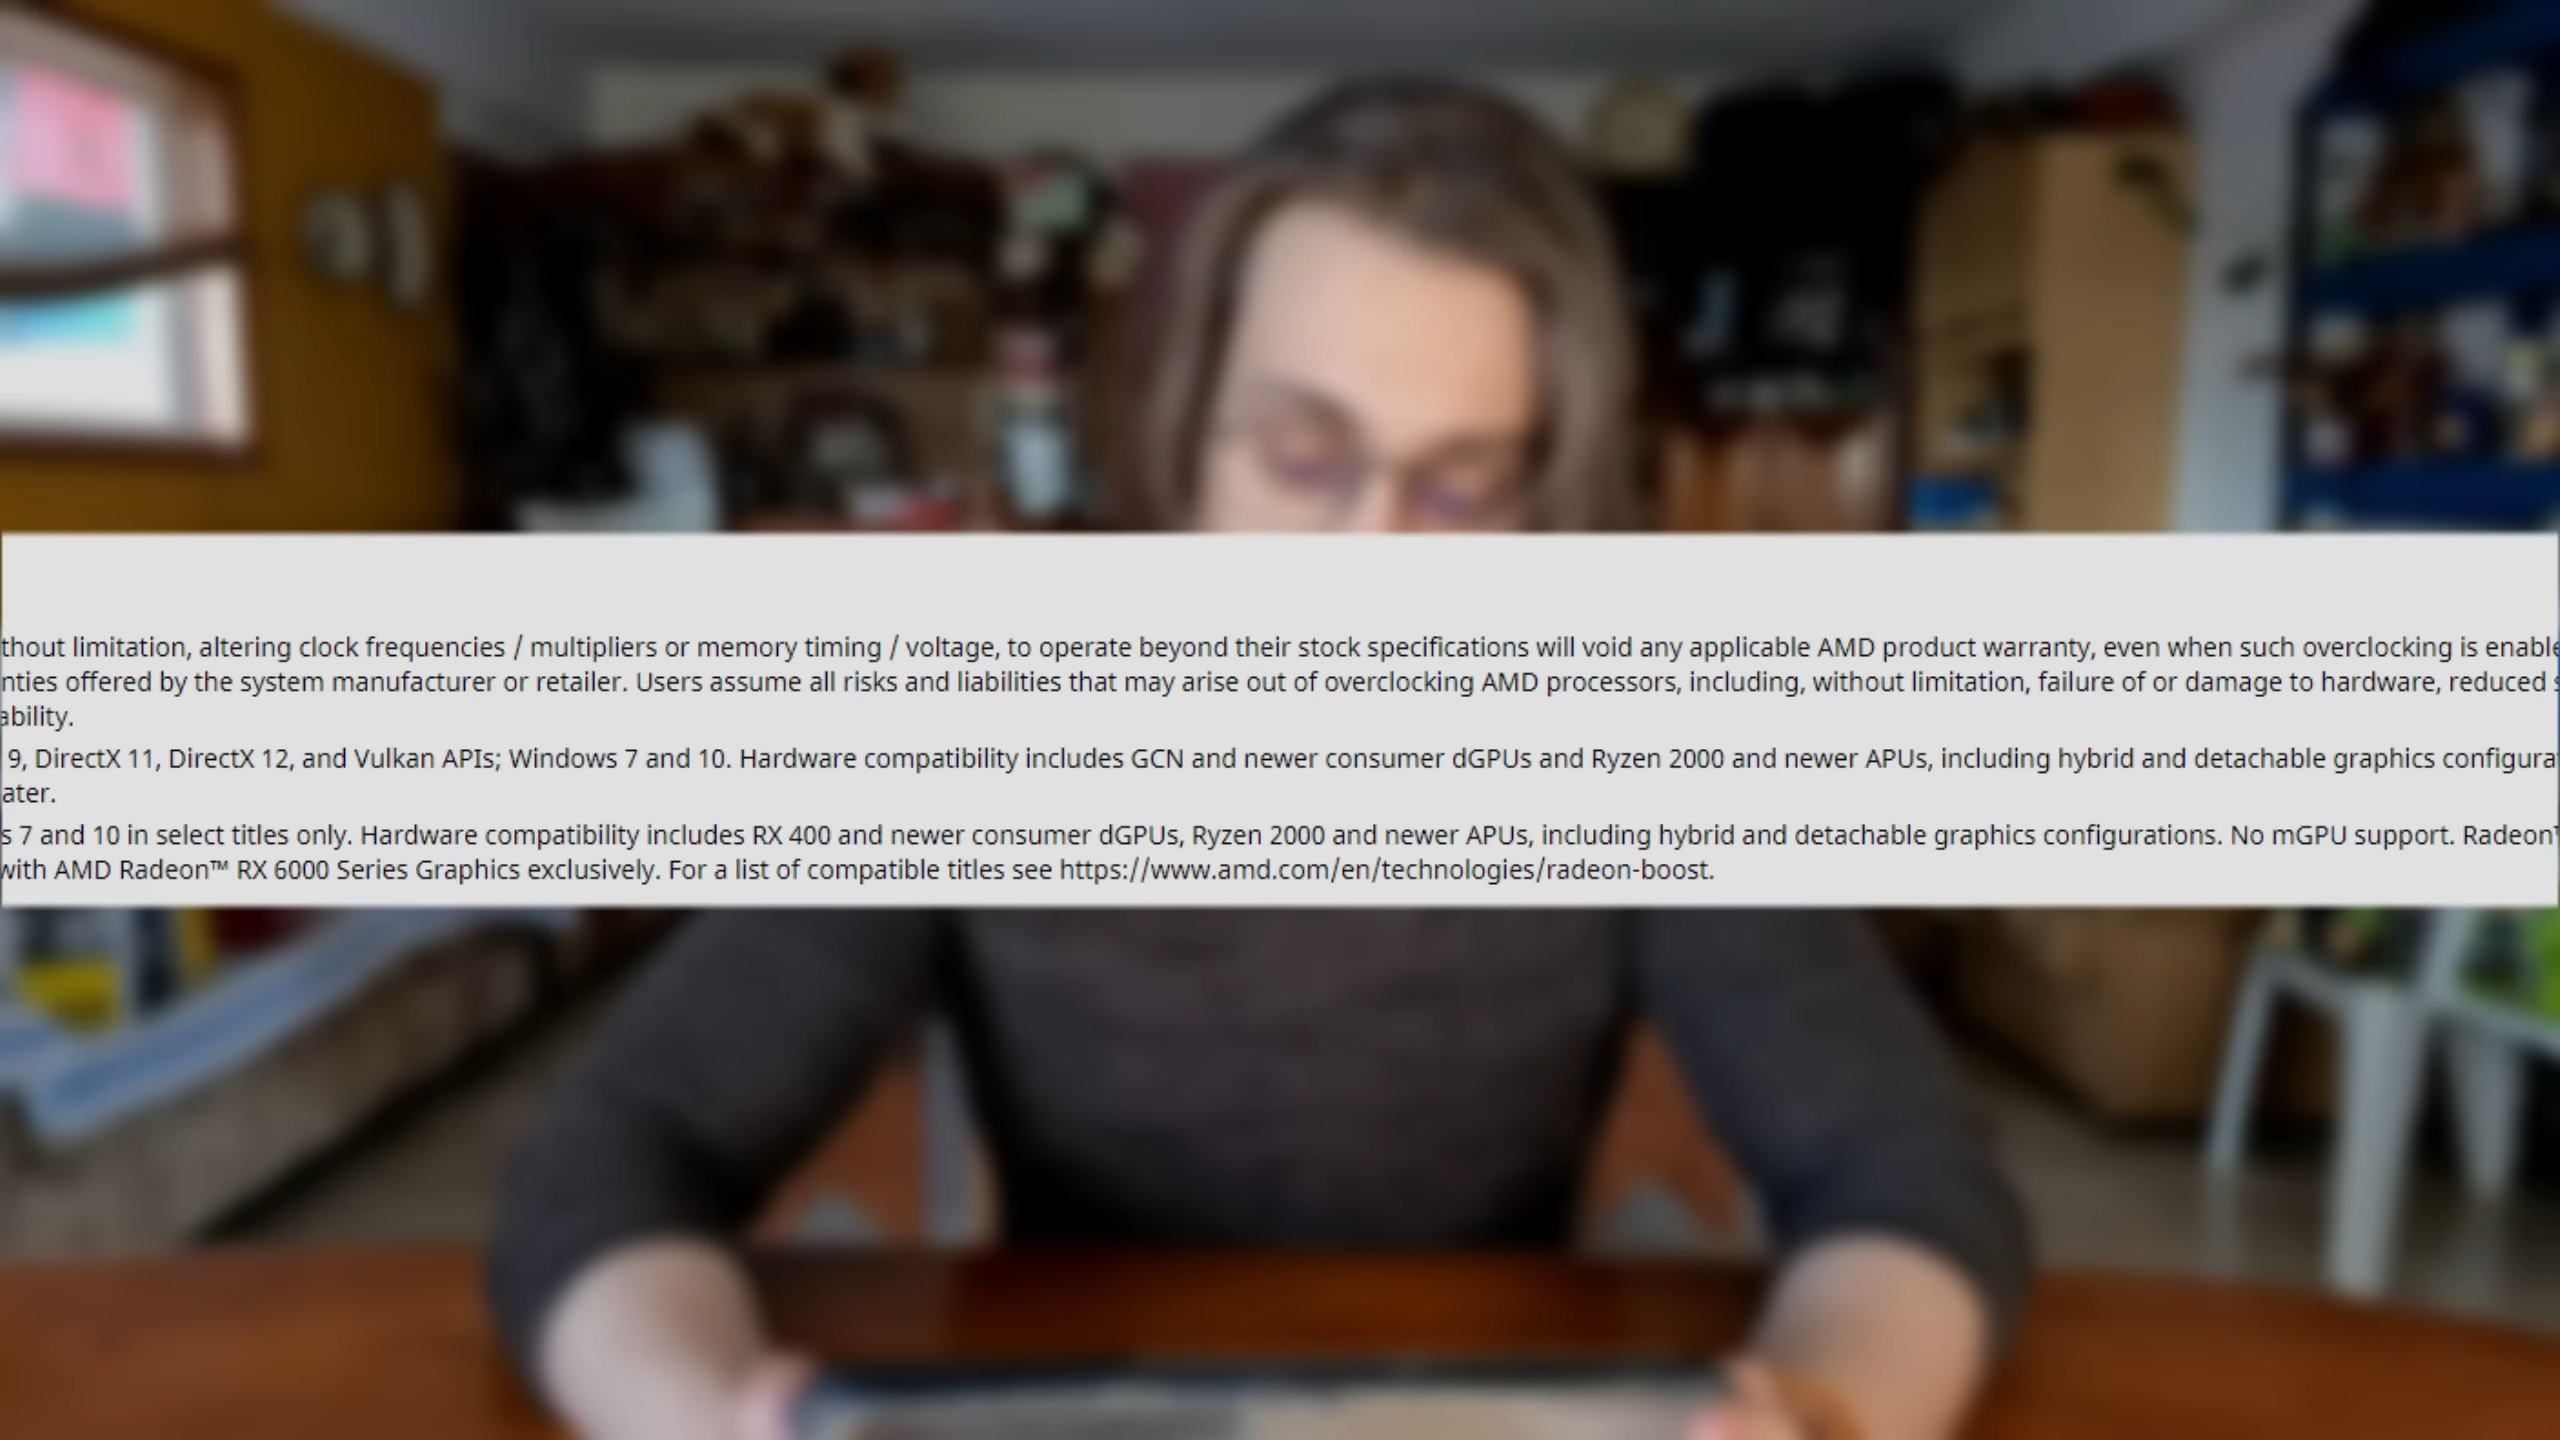 thout limitation, altering clock frequencies / multipliers or memory timing / voltage, to operate beyond their stock specifications will void any applicable AMD product warranty, even when such overclocking is enable
nties offered by the system manufacturer or retailer. Users assume all risks and liabilities that may arise out of overclocking AMD processors, including, without limitation, failure of or damage to hardware, reduced s
ability.
9, DirectX 11, DirectX 12, and Vulkan APIs; Windows 7 and 10. Hardware compatibility includes GCN and newer consumer dGPUs and Ryzen 2000 and newer APUs, including hybrid and detachable graphics configura
ater.
s 7 and 10 in select titles only. Hardware compatibility includes RX 400 and newer consumer dGPUs, Ryzen 2000 and newer APUs, including hybrid and detachable graphics configurations. No mGPU support. Radeon™
with AMD Radeon™ RX 6000 Series Graphics exclusively. For a list of compatible titles see https://www.amd.com/en/technologies/radeon-boost.